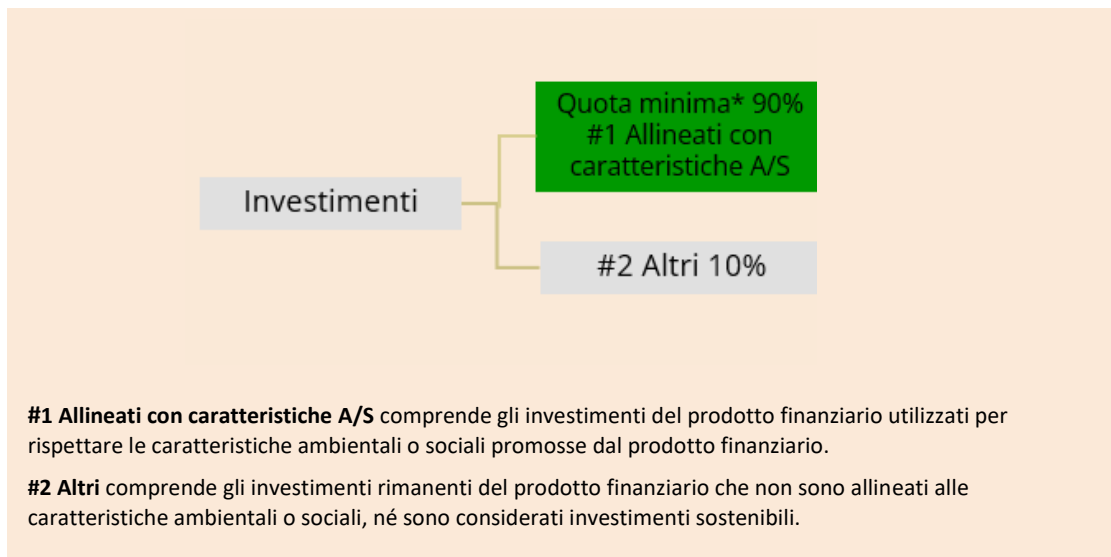 Quota minima* 90%
#1 Allineati con
caratteristiche A/S
Investimenti
#2 Altri 10%
#1 Allineati con caratteristiche A/S comprende gli investimenti del prodotto finanziario utilizzati per
rispettare le caratteristiche ambientali o sociali promosse dal prodotto finanziario.
#2 Altri comprende gli investimenti rimanenti del prodotto finanziario che non sono allineati alle
caratteristiche ambientali o sociali, né sono considerati investimenti sostenibili.